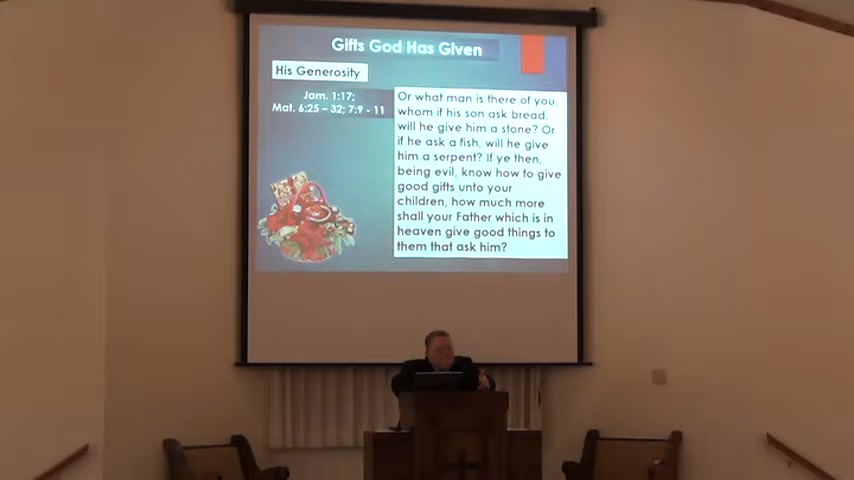 Gifts God Has Given
His Generosity
Jam. 1:17;
Mat. 6:25 – 32; 7:9 - 11
Or what man is there of you,
whom if his son ask bread,
will he give him a stone? Or
if he ask a fish, will he give
him a serpent? If ye then,
being evil, know how to give
good gifts unto your
children, how much more
shall your Father which is in
heaven give good things to
them that ask him?